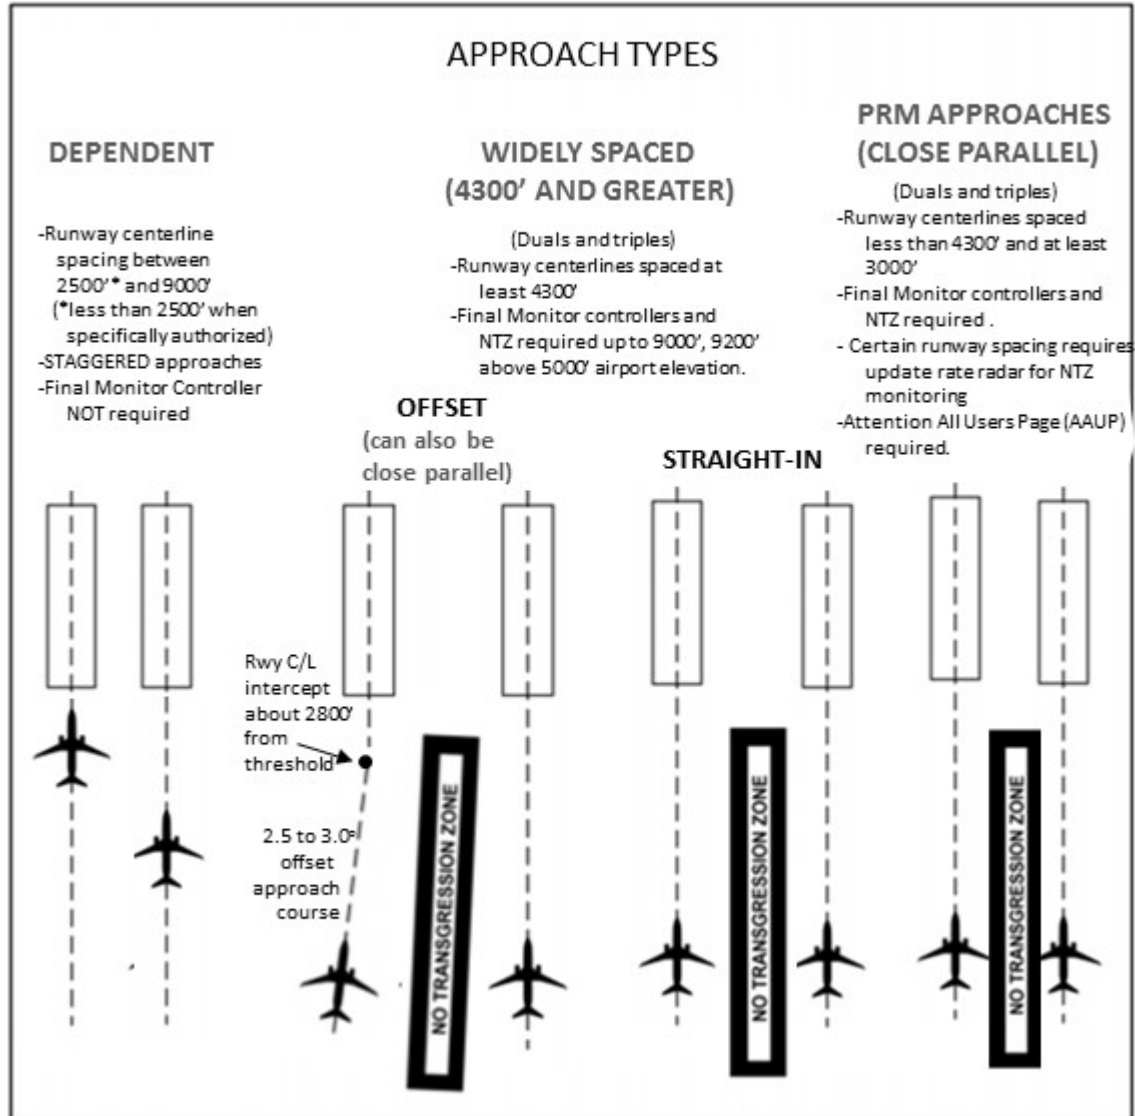 APPROACH TYPES
DEPENDENT
-Runway centerline
spacing between
2500'* and 9000'
(*less than 2500' when
specifically authorized)
-STAGGERED approaches
-Final Monitor Controller
NOT required
WIDELY SPACED
(4300' AND GREATER)
(Duals and triples)
-Runway centerlines spaced at
least 4300'
-Final Monitor controllers and
NTZ required up to 9000', 9200'
above 5000' airport elevation.
PRM APPROACHES
(CLOSE PARALLEL)
(Duals and triples)
-Runway centerlines spaced
less than 4300' and at least
3000'
-Final Monitor controllers and
NTZ required .
- Certain runway spacing requires
update rate radar for NTZ
monitoring
-Attention All Users Page (AAUP)
required.
OFFSET
(can also be
close parallel)
STRAIGHT-IN
Rwy C/L
intercept
about 2800'
from
threshold
2.5 to 3.0°
offset
approach
course
NO TRANSGRESSION ZONE
NO TRANSGRESSION ZONE
NO TRANSGRESSION ZONE